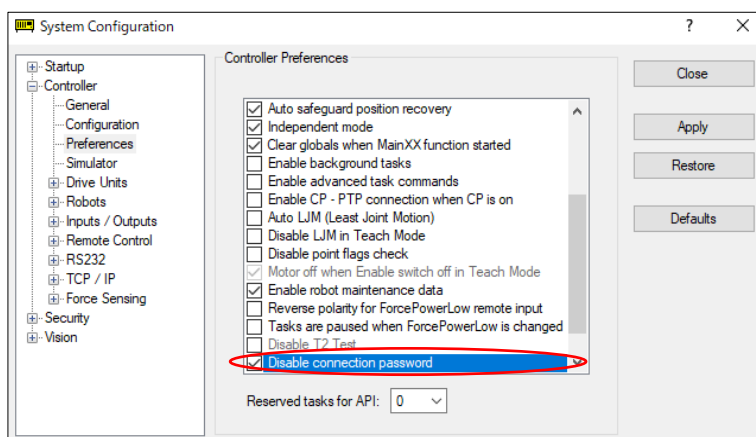 System Configuration
? X
Startup
Controller
General
Configuration
Preferences
Simulator
Drive Units
Robots
Inputs / Outputs
Remote Control
RS232
TCP / IP
Force Sensing
Security
Vision
Controller Preferences
Auto safeguard position recovery
Independent mode
Clear globals when MainXX function started
Enable background tasks
Enable advanced task commands
Enable CP - PTP connection when CP is on
Auto LJM (Least Joint Motion)
Disable LJM in Teach Mode
Disable point flags check
Motor off when Enable switch off in Teach Mode
Enable robot maintenance data
Reverse polarity for ForcePowerLow remote input
Tasks are paused when ForcePowerLow is changed
Disable T2 Test
Disable connection password
Reserved tasks for API: 0
Close
Apply
Restore
Defaults